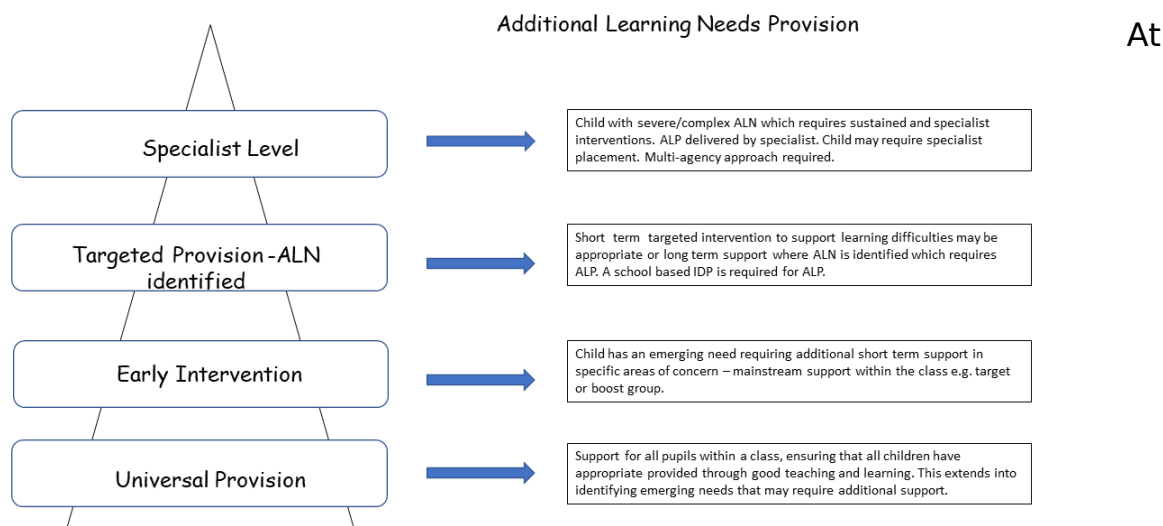 Additional Learning Needs Provision
At
Specialist Level
Child with severe/complex ALN which requires sustained and specialist
interventions. ALP delivered by specialist. Child may require specialist
placement. Multi-agency approach required.
Targeted Provision -ALN
identified
Short term targeted intervention to support learning difficulties may be
appropriate or long term support where ALN is identified which requires
ALP. A school based IDP is required for ALP.
Early Intervention
Child has an emerging need requiring additional short term support in
specific areas of concern – mainstream support within the class e.g. target
or boost group.
Universal Provision
Support for all pupils within a class, ensuring that all children have
appropriate provided through good teaching and learning. This extends into
identifying emerging needs that may require additional support.